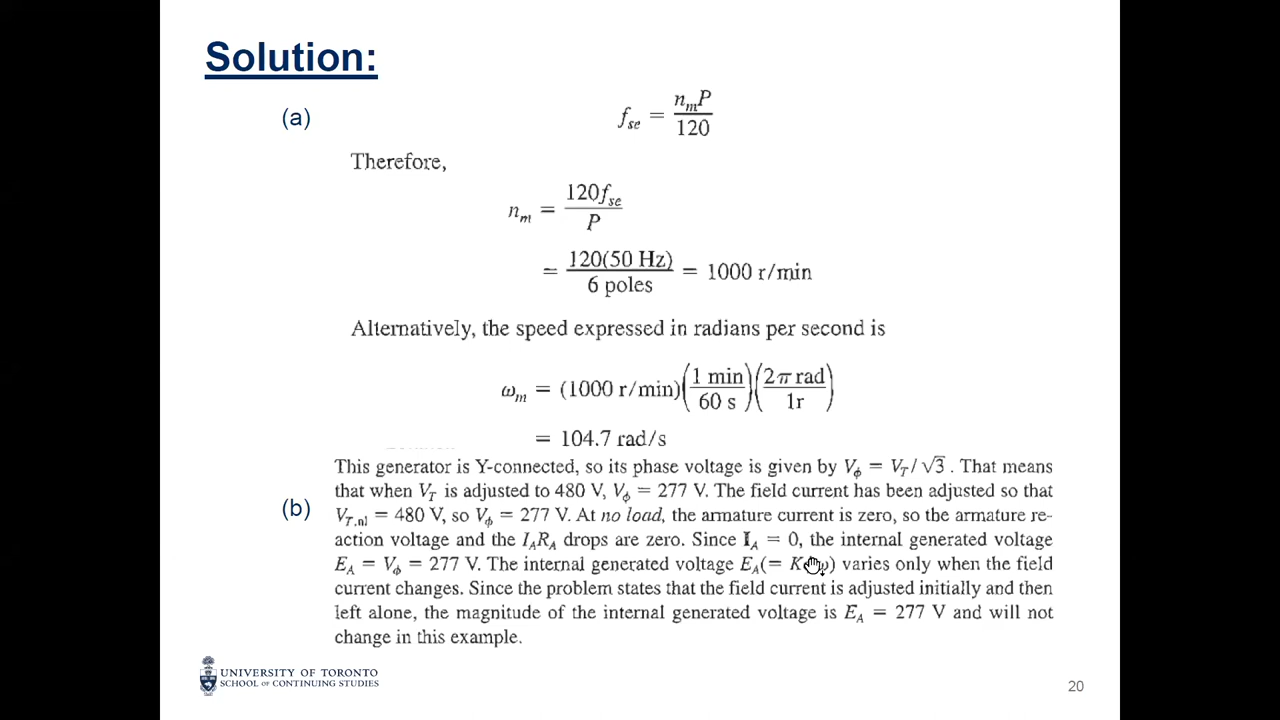 Solution:
(a)
f_se = n_mP / 120
Therefore,
n_m = 120f_se / P
= 120(50 Hz) / 6 poles = 1000 r/min
Alternatively, the speed expressed in radians per second is
ω_m = (1000 r/min)(1 min / 60 s)(2π rad / 1r)
= 104.7 rad/s
(b)
This generator is Y-connected, so its phase voltage is given by V_ϕ = V_T/√3. That means
that when V_T is adjusted to 480 V, V_ϕ = 277 V. The field current has been adjusted so that
V_T,nl = 480 V, so V_ϕ = 277 V. At no load, the armature current is zero, so the armature re-
action voltage and the I_AR_A drops are zero. Since I_A = 0, the internal generated voltage
E_A = V_ϕ = 277 V. The internal generated voltage E_A(= K ) varies only when the field
current changes. Since the problem states that the field current is adjusted initially and then
left alone, the magnitude of the internal generated voltage is E_A = 277 V and will not
change in this example.
UNIVERSITY OF TORONTO
SCHOOL OF CONTINUING STUDIES
20